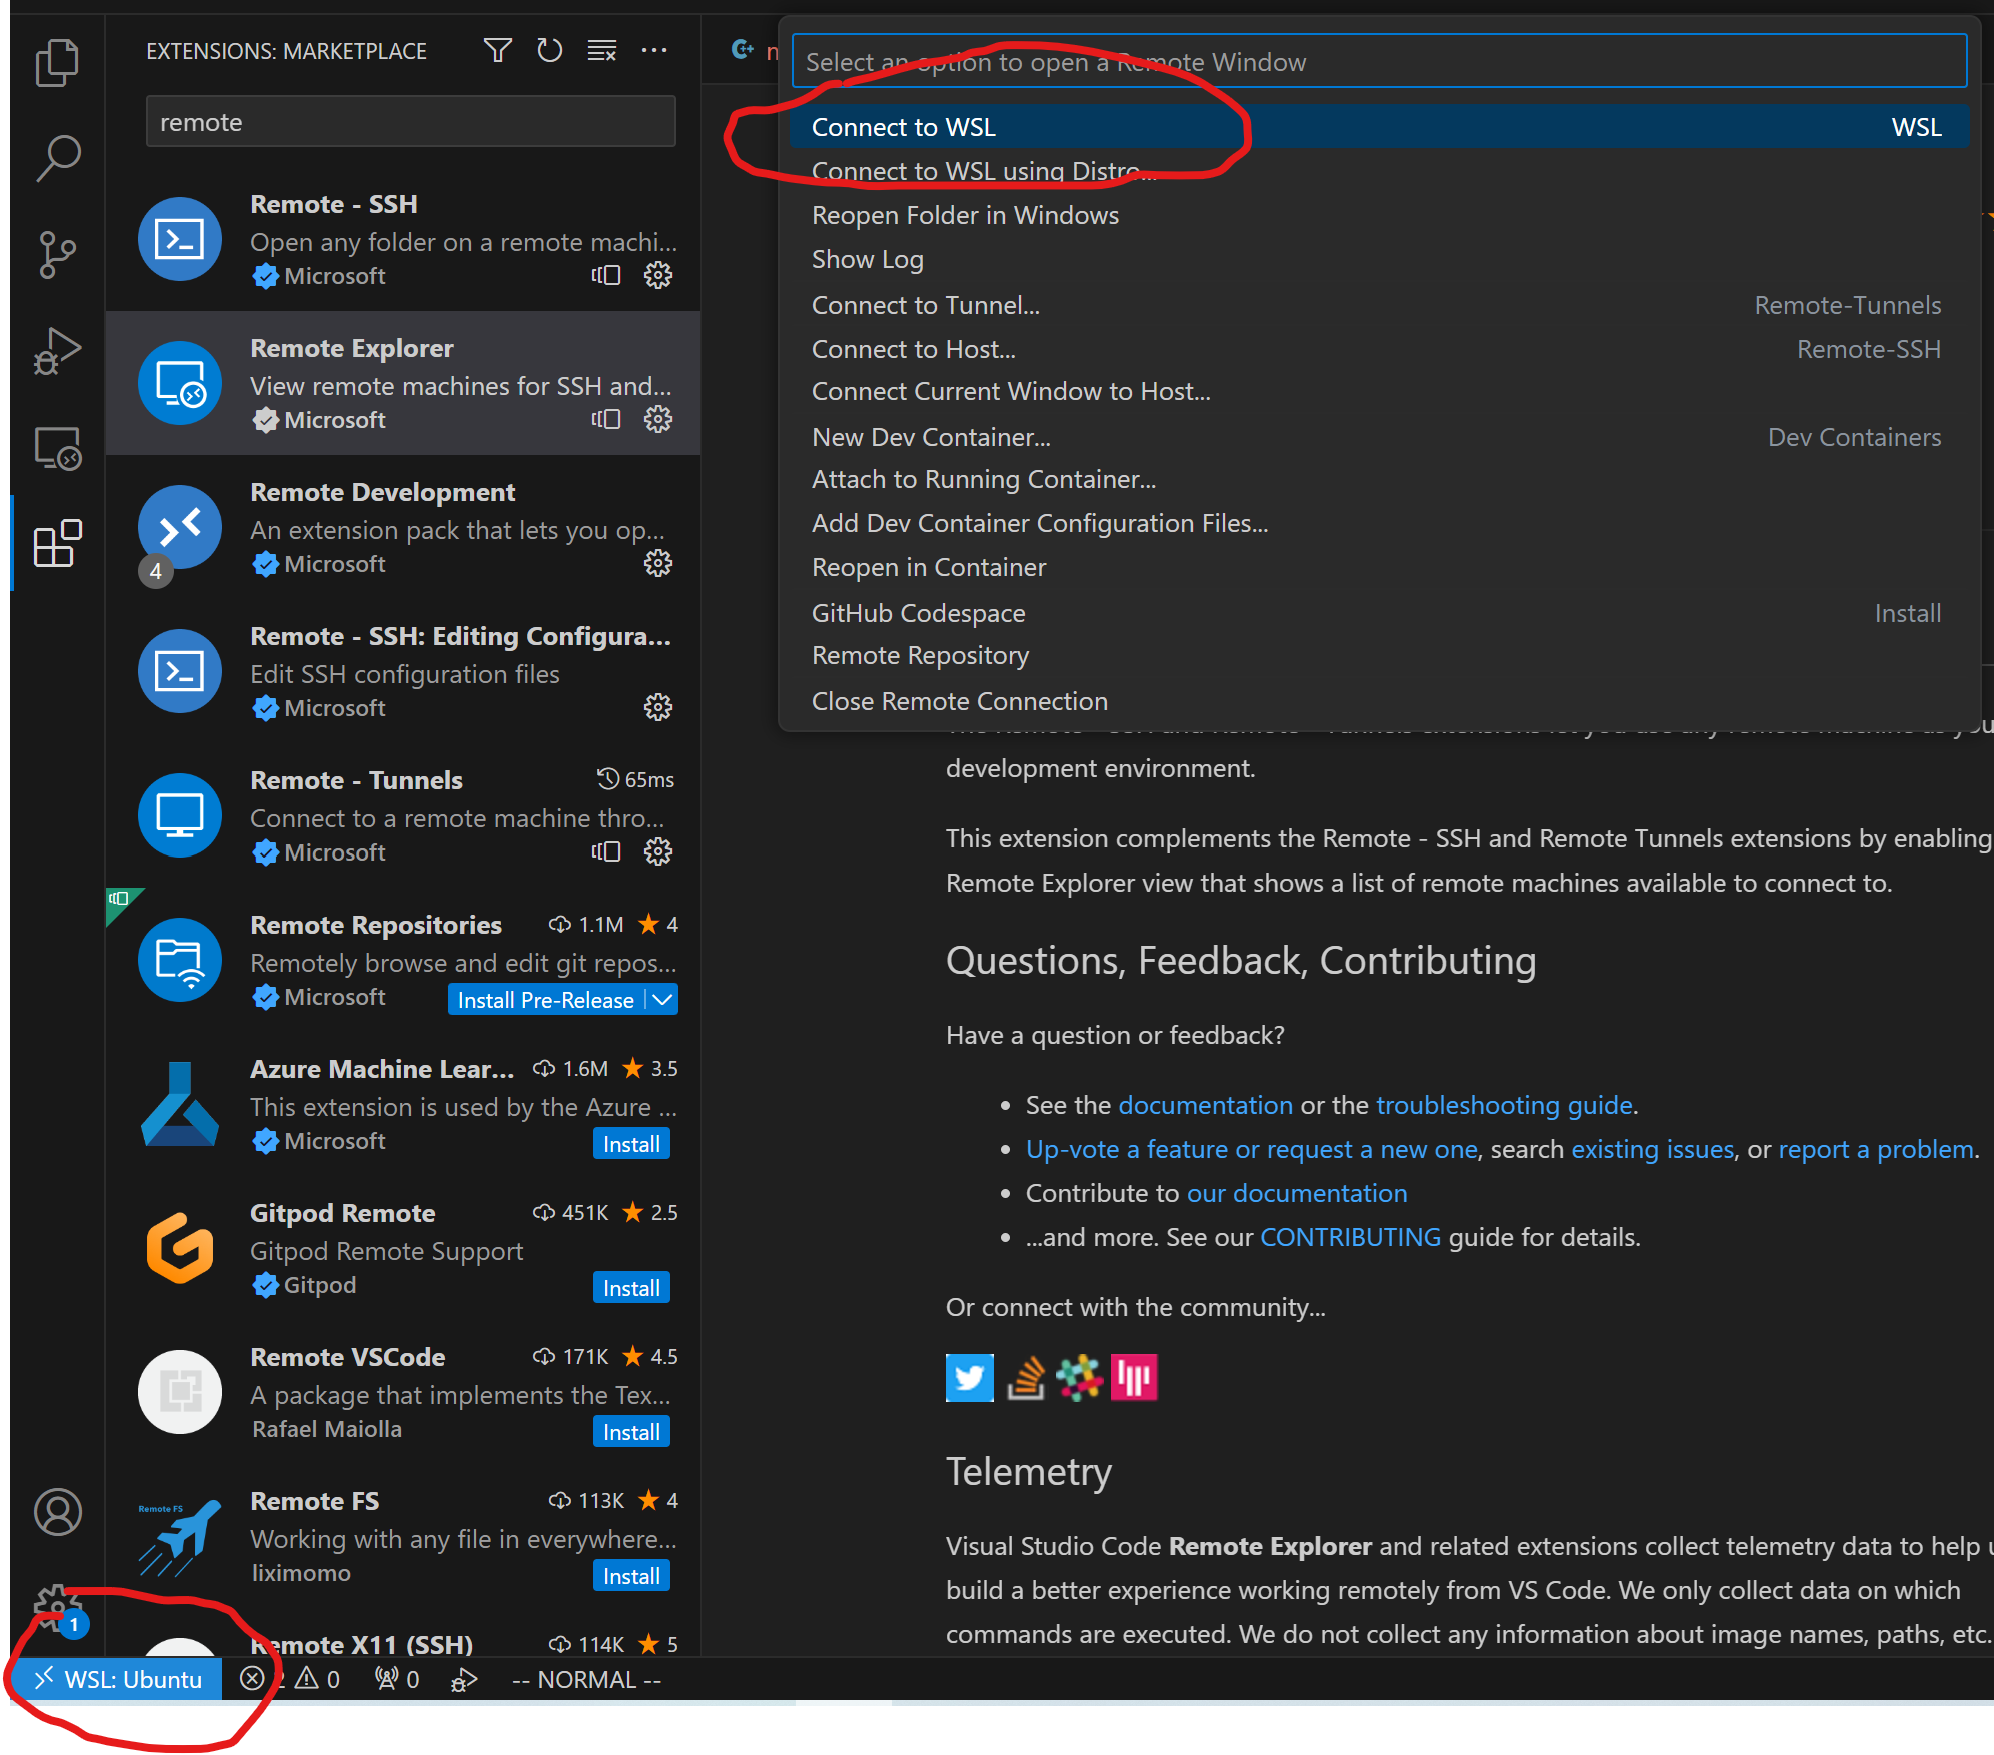 EXTENSIONS: MARKETPLACE
remote
Remote - SSH
Open any folder on a remote machi...
Microsoft
Remote Explorer
View remote machines for SSH and...
Microsoft
Remote Development
An extension pack that lets you op...
4
Microsoft
Remote - SSH: Editing Configura...
Edit SSH configuration files
Microsoft
Remote - Tunnels 65ms
Connect to a remote machine thro...
Microsoft
Remote Repositories 1.1M 4
Remotely browse and edit git repos...
Microsoft Install Pre-Release
Azure Machine Lear... 1.6M 3.5
This extension is used by the Azure ...
Microsoft Install
Gitpod Remote 451K 2.5
Gitpod Remote Support
Gitpod Install
Remote VSCode 171K 4.5
A package that implements the Tex...
Rafael Maiolla Install
Remote FS 113K 4
Remote FS
Working with any file in everywhere...
liximomo Install
1
Remote X11 (SSH) 114K 5
Select an option to open a Remote Window
Connect to WSL WSL
Connect to WSL using Distro...
Reopen Folder in Windows
Show Log
Connect to Tunnel... Remote-Tunnels
Connect to Host... Remote-SSH
Connect Current Window to Host...
New Dev Container... Dev Containers
Attach to Running Container...
Add Dev Container Configuration Files...
Reopen in Container
GitHub Codespace Install
Remote Repository
Close Remote Connection
development environment.
This extension complements the Remote - SSH and Remote Tunnels extensions by enabling
Remote Explorer view that shows a list of remote machines available to connect to.
Questions, Feedback, Contributing
Have a question or feedback?
• See the documentation or the troubleshooting guide.
• Up-vote a feature or request a new one, search existing issues, or report a problem.
• Contribute to our documentation
• ...and more. See our CONTRIBUTING guide for details.
Or connect with the community...
Telemetry
Visual Studio Code Remote Explorer and related extensions collect telemetry data to help
build a better experience working remotely from VS Code. We only collect data on which
commands are executed. We do not collect any information about image names, paths, etc.
WSL: Ubuntu 0 0 -- NORMAL --